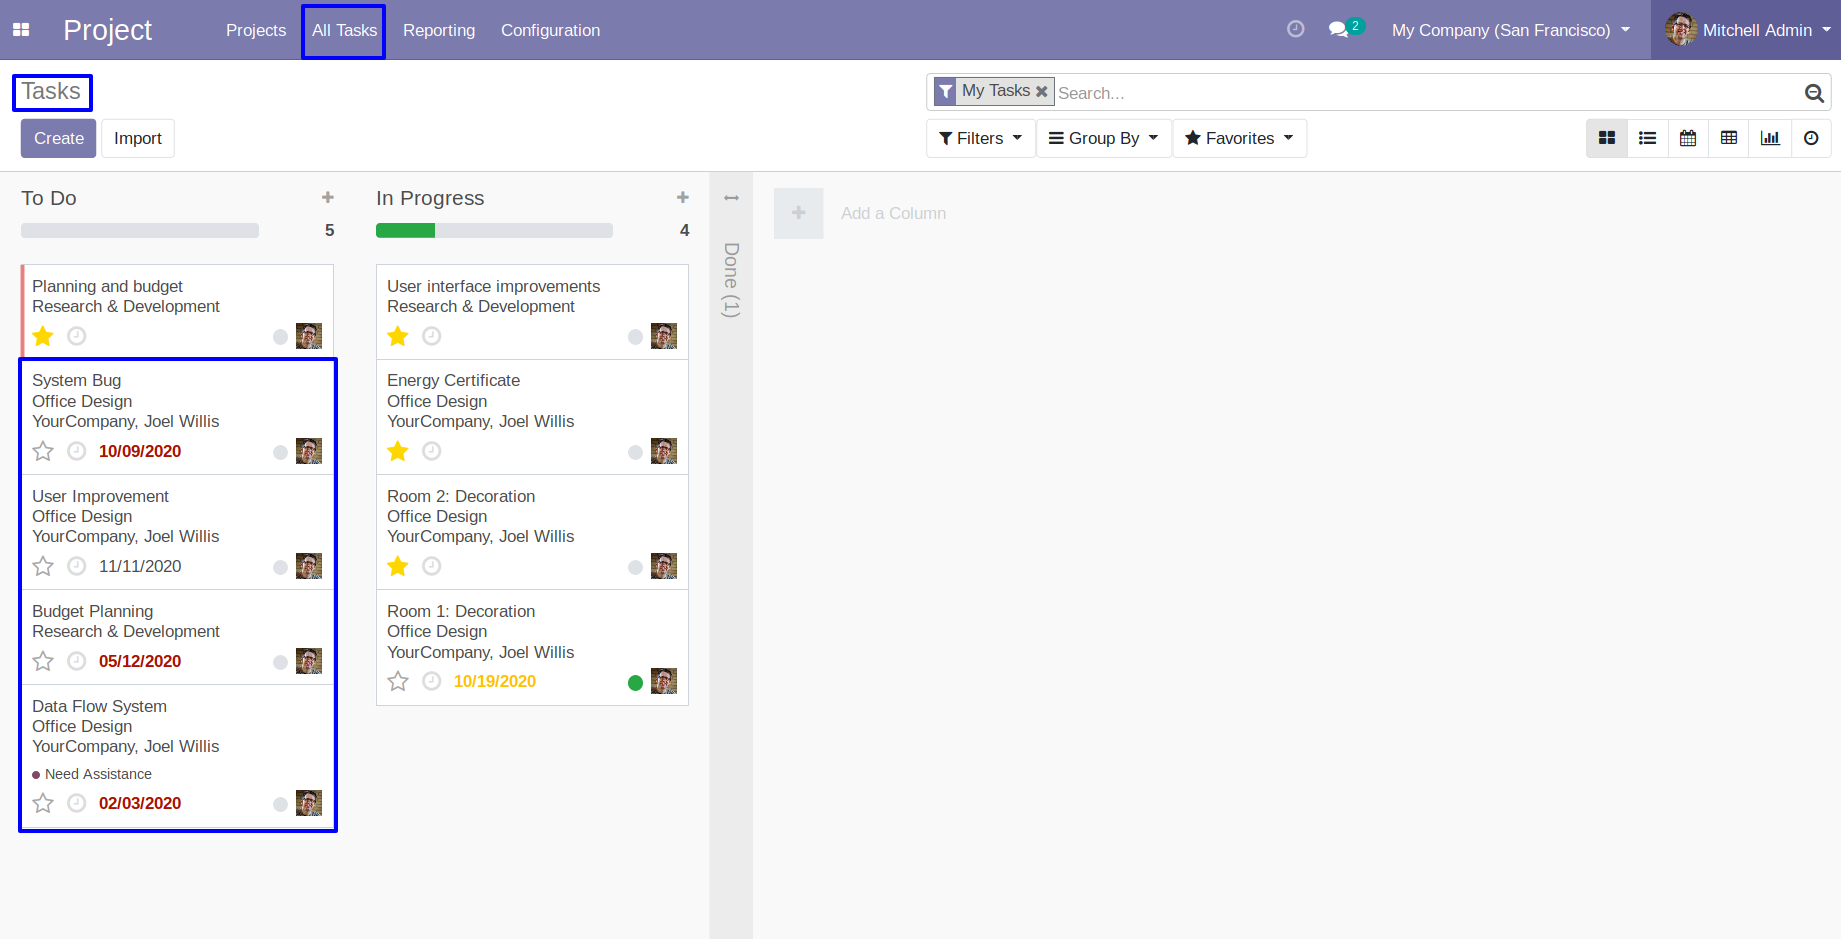 Project
Projects
All Tasks
Reporting
Configuration
2
My Company (San Francisco)
Mitchell Admin
Tasks
My Tasks
Search...
Create
Import
Filters
Group By
Favorites
To Do
5
Planning and budget
Research & Development
System Bug
Office Design
YourCompany, Joel Willis
10/09/2020
User Improvement
Office Design
YourCompany, Joel Willis
11/11/2020
Budget Planning
Research & Development
05/12/2020
Data Flow System
Office Design
YourCompany, Joel Willis
Need Assistance
02/03/2020
In Progress
4
User interface improvements
Research & Development
Energy Certificate
Office Design
YourCompany, Joel Willis
Room 2: Decoration
Office Design
YourCompany, Joel Willis
Room 1: Decoration
Office Design
YourCompany, Joel Willis
10/19/2020
Done (1)
Add a Column